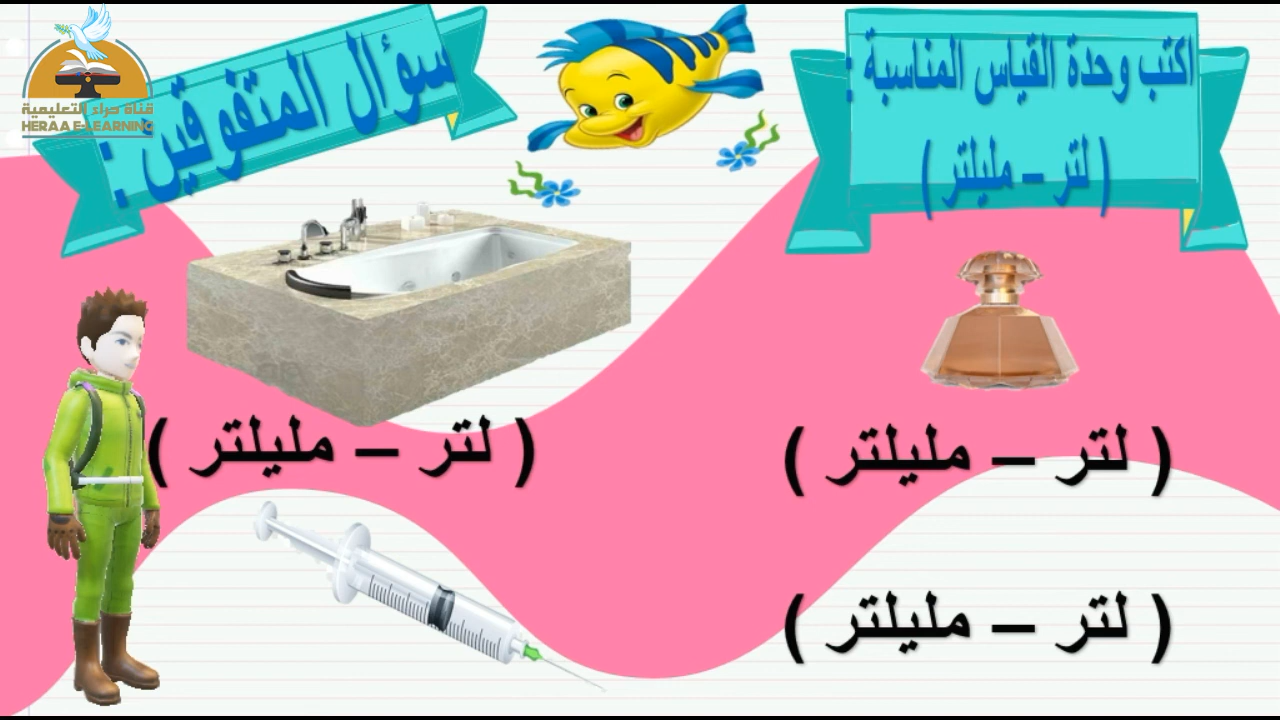 اكتب وحدة القياس المناسبة :
( لتر – مليلتر )
سؤال المتفوقين :
قناة حراء التعليمية
HERAA E-LEARNING
( لتر – مليلتر )
( لتر – مليلتر )
( لتر – مليلتر )